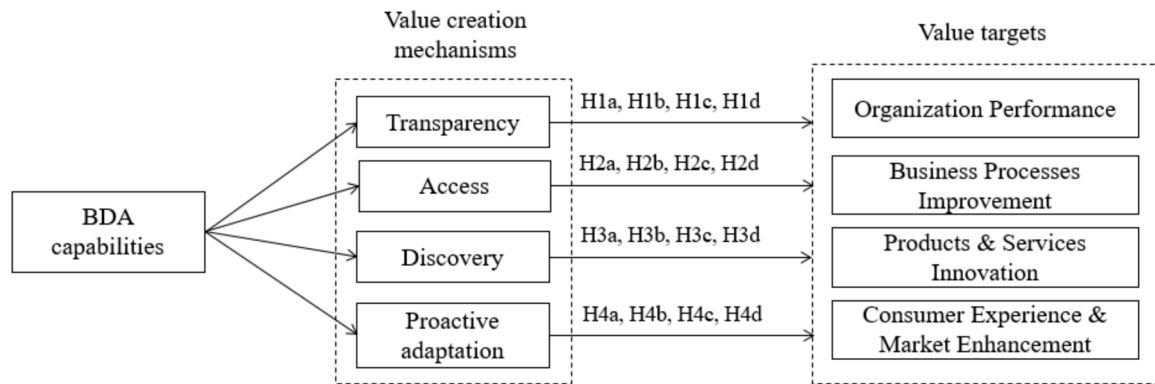 Value creation
mechanisms
Value targets
BDA
capabilities
Transparency
H1a, H1b, H1c, H1d
Organization Performance
Access
H2a, H2b, H2c, H2d
Business Processes
Improvement
Discovery
H3a, H3b, H3c, H3d
Products & Services
Innovation
Proactive
adaptation
H4a, H4b, H4c, H4d
Consumer Experience &
Market Enhancement